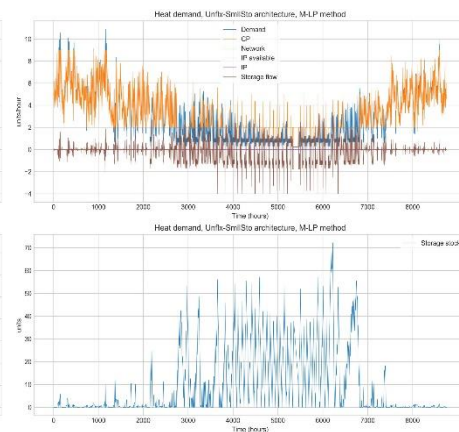 Heat demand, Unflx-SmllSto architecture, M-LP method
Demand
CP
Network
IP available
IP
Storage flow
units/hour
10
8
6
4
2
0
-2
-4
0
1000
2000
3000
4000
5000
6000
7000
8000
Time (hours)
Heat demand, Unflx-SmllSto architecture, M-LP method
Storage stock
units
70
60
50
40
30
20
10
0
0
1000
2000
3000
4000
5000
6000
7000
8000
Time (hours)